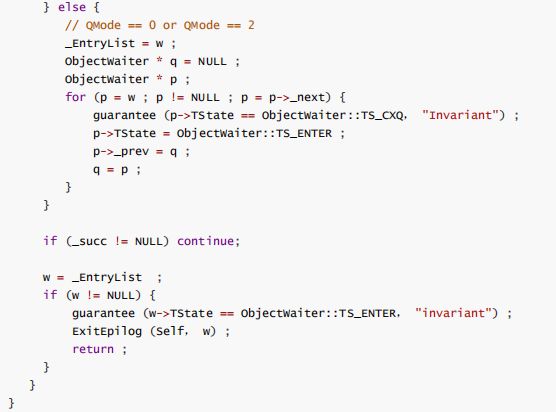 } else {
// QMode == 0 or QMode == 2
_EntryList = w ;
ObjectWaiter * q = NULL ;
ObjectWaiter * p ;
for (p = w ; p != NULL ; p = p->_next) {
guarantee (p->TState == ObjectWaiter::TS_CXQ, "Invariant") ;
p->TState = ObjectWaiter::TS_ENTER ;
p->_prev = q ;
q = p ;
}
}
if (_succ != NULL) continue;
w = _EntryList  ;
if (w != NULL) {
guarantee (w->TState == ObjectWaiter::TS_ENTER, "invariant") ;
ExitEpilog (Self, w) ;
return ;
}
}
}